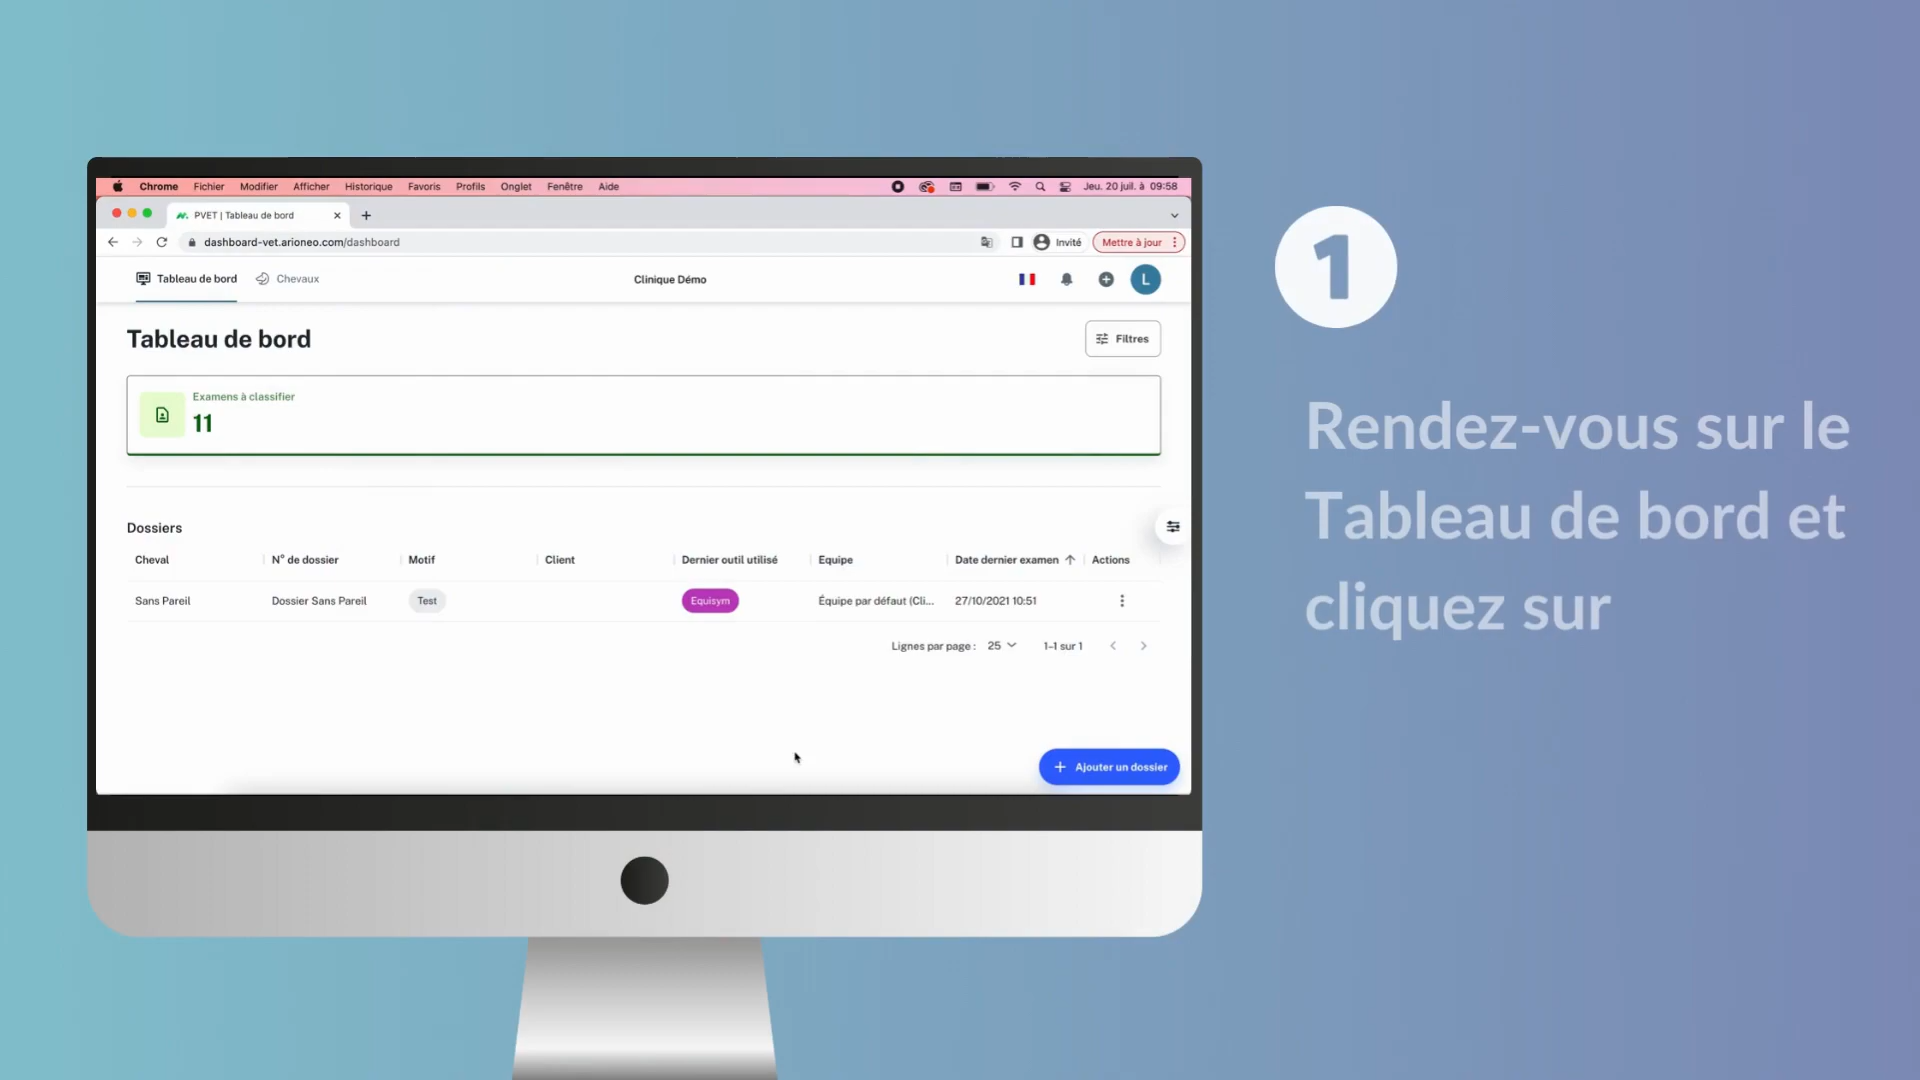 Chrome Fichier Modifier Afficher Historique Favoris Profils Onglet Fenêtre Aide Jeu. 20 juil. à 09:58
PVET | Tableau de bord
dashboard-vet.arioneo.com/dashboard Invité Mettre à jour
Tableau de bord Chevaux Clinique Démo L
Tableau de bord Filtres
Examens à classifier
11
Dossiers
Cheval N° de dossier Motif Client Dernier outil utilisé Equipe Date dernier examen Actions
Sans Pareil Dossier Sans Pareil Test Equisym Équipe par défaut (Cli... 27/10/2021 10:51
Lignes par page : 25 1–1 sur 1
+ Ajouter un dossier
1
Rendez-vous sur le
Tableau de bord et
cliquez sur